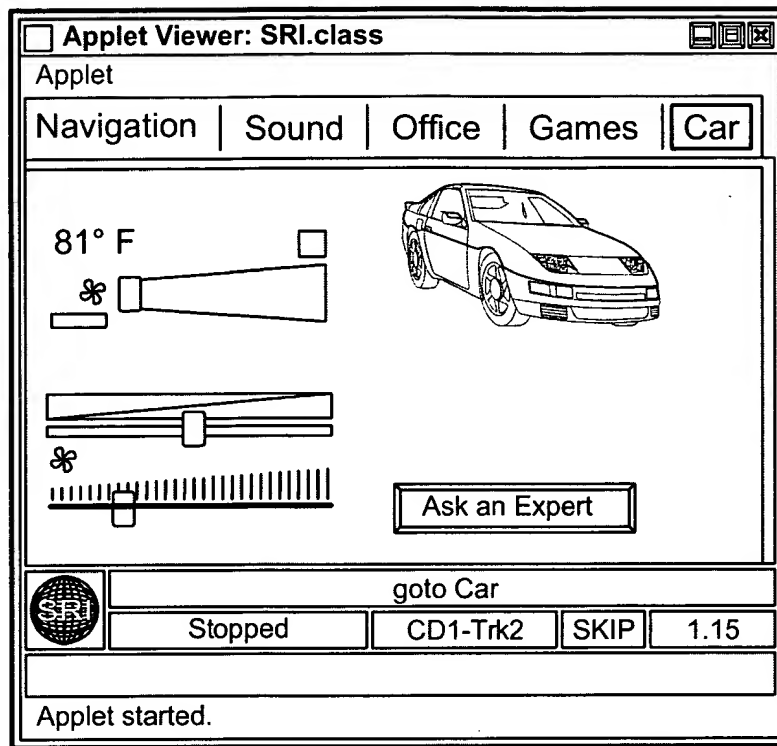 Applet Viewer: SRI.class
Applet
Navigation | Sound | Office | Games | Car
81° F
Ask an Expert
SRI
goto Car
Stopped CD1-Trk2 SKIP 1.15
Applet started.